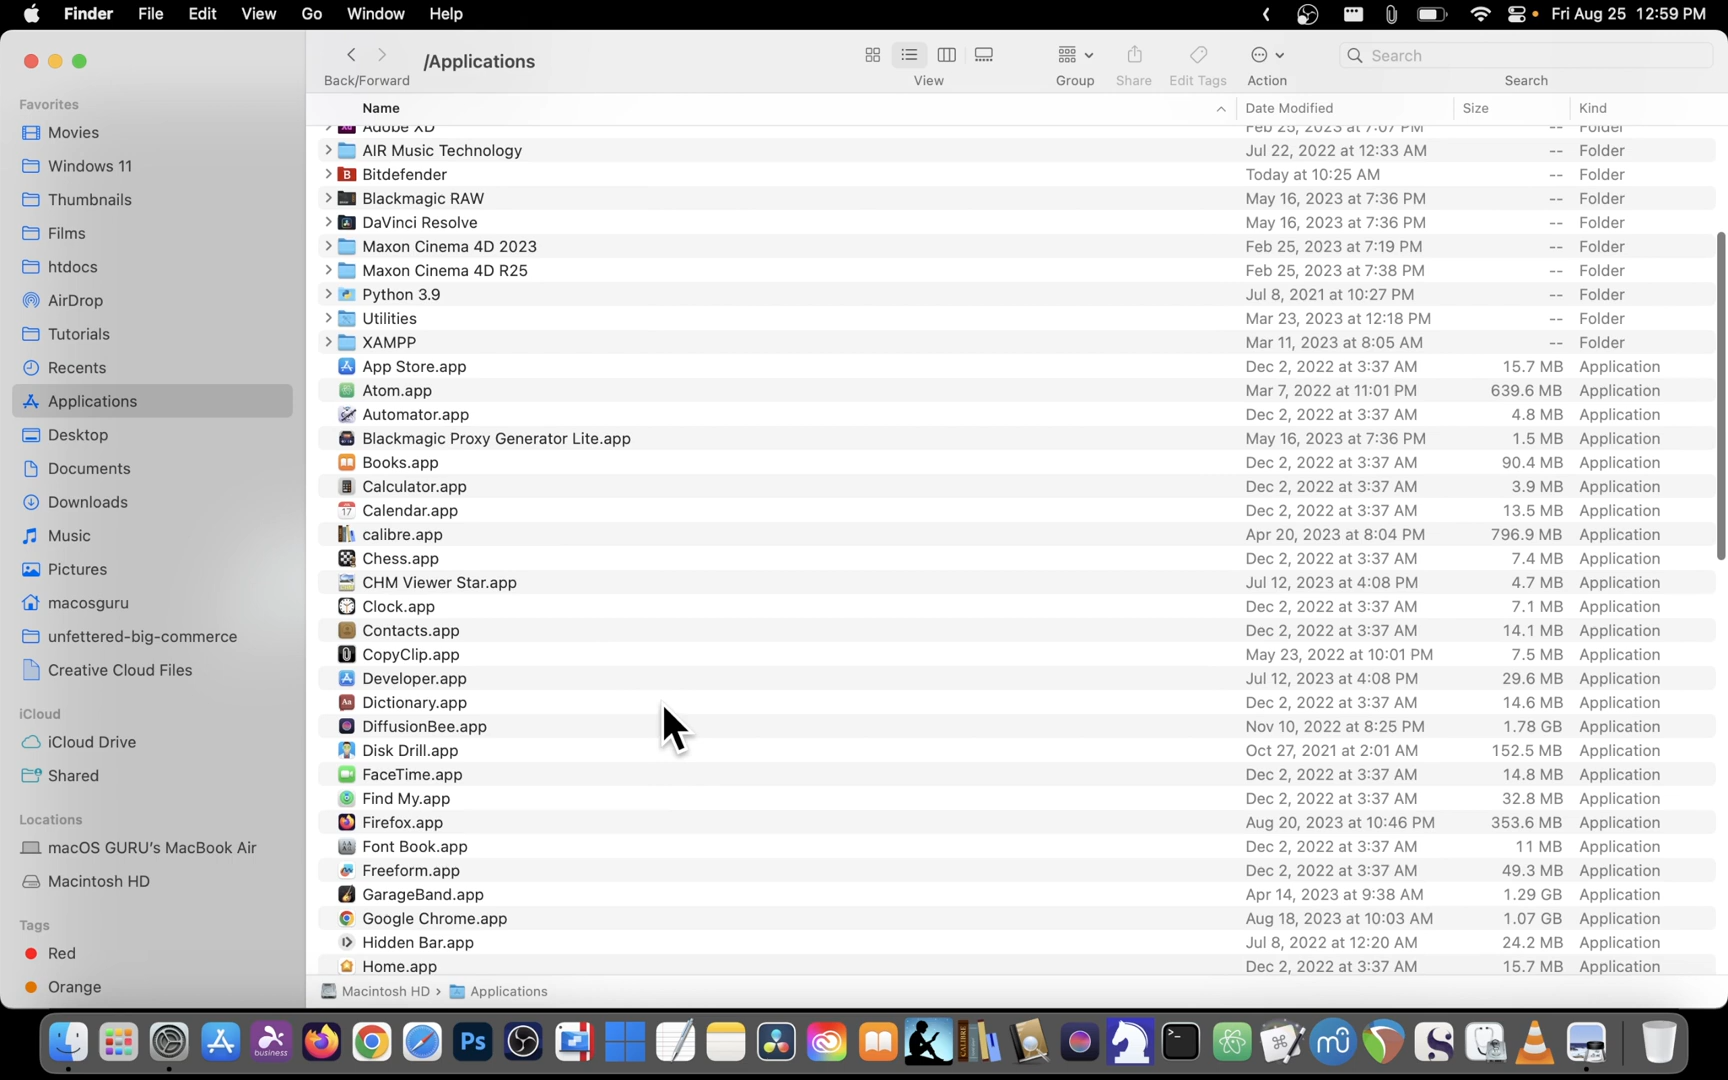 Finder File Edit View Go Window Help Fri Aug 25 12:59 PM
Back/Forward /Applications View Group Share Edit Tags Action Search Search
Favorites
Movies
Windows 11
Thumbnails
Films
htdocs
AirDrop
Tutorials
Recents
Applications
Desktop
Documents
Downloads
Music
Pictures
macosguru
unfettered-big-commerce
Creative Cloud Files
iCloud
iCloud Drive
Shared
Locations
macOS GURU's MacBook Air
Macintosh HD
Tags
Red
Orange
Name Date Modified Size Kind
Adobe XD Feb 25, 2023 at 7:07 PM -- Folder
AIR Music Technology Jul 22, 2022 at 12:33 AM -- Folder
Bitdefender Today at 10:25 AM -- Folder
Blackmagic RAW May 16, 2023 at 7:36 PM -- Folder
DaVinci Resolve May 16, 2023 at 7:36 PM -- Folder
Maxon Cinema 4D 2023 Feb 25, 2023 at 7:19 PM -- Folder
Maxon Cinema 4D R25 Feb 25, 2023 at 7:38 PM -- Folder
Python 3.9 Jul 8, 2021 at 10:27 PM -- Folder
Utilities Mar 23, 2023 at 12:18 PM -- Folder
XAMPP Mar 11, 2023 at 8:05 AM -- Folder
App Store.app Dec 2, 2022 at 3:37 AM 15.7 MB Application
Atom.app Mar 7, 2022 at 11:01 PM 639.6 MB Application
Automator.app Dec 2, 2022 at 3:37 AM 4.8 MB Application
Blackmagic Proxy Generator Lite.app May 16, 2023 at 7:36 PM 1.5 MB Application
Books.app Dec 2, 2022 at 3:37 AM 90.4 MB Application
Calculator.app Dec 2, 2022 at 3:37 AM 3.9 MB Application
Calendar.app Dec 2, 2022 at 3:37 AM 13.5 MB Application
calibre.app Apr 20, 2023 at 8:04 PM 796.9 MB Application
Chess.app Dec 2, 2022 at 3:37 AM 7.4 MB Application
CHM Viewer Star.app Jul 12, 2023 at 4:08 PM 4.7 MB Application
Clock.app Dec 2, 2022 at 3:37 AM 7.1 MB Application
Contacts.app Dec 2, 2022 at 3:37 AM 14.1 MB Application
CopyClip.app May 23, 2022 at 10:01 PM 7.5 MB Application
Developer.app Jul 12, 2023 at 4:08 PM 29.6 MB Application
Dictionary.app Dec 2, 2022 at 3:37 AM 14.6 MB Application
DiffusionBee.app Nov 10, 2022 at 8:25 PM 1.78 GB Application
Disk Drill.app Oct 27, 2021 at 2:01 AM 152.5 MB Application
FaceTime.app Dec 2, 2022 at 3:37 AM 14.8 MB Application
Find My.app Dec 2, 2022 at 3:37 AM 32.8 MB Application
Firefox.app Aug 20, 2023 at 10:46 PM 353.6 MB Application
Font Book.app Dec 2, 2022 at 3:37 AM 11 MB Application
Freeform.app Dec 2, 2022 at 3:37 AM 49.3 MB Application
GarageBand.app Apr 14, 2023 at 9:38 AM 1.29 GB Application
Google Chrome.app Aug 18, 2023 at 10:03 AM 1.07 GB Application
Hidden Bar.app Jul 8, 2022 at 12:20 AM 24.2 MB Application
Home.app Dec 2, 2022 at 3:37 AM 15.7 MB Application
Macintosh HD › Applications
business Ps